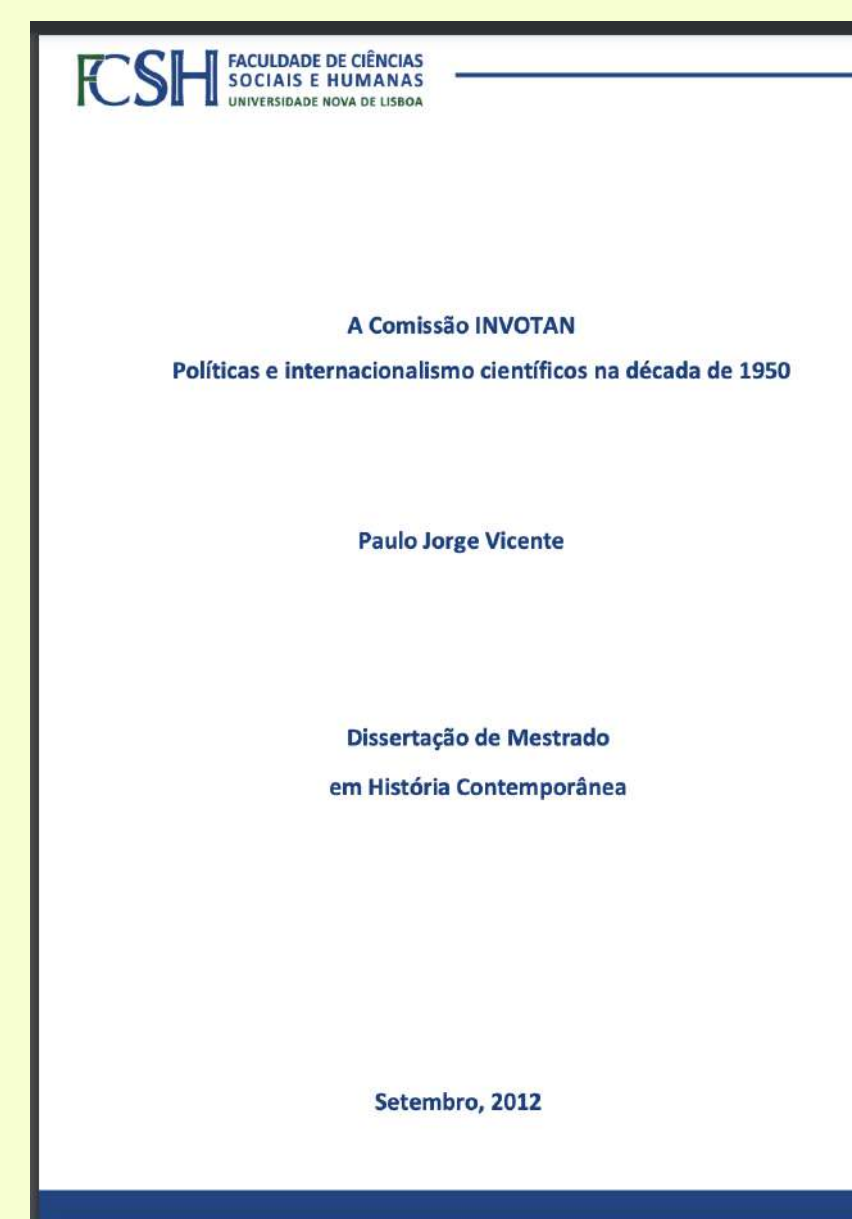 FCSH
FACULDADE DE CIÊNCIAS
SOCIAIS E HUMANAS
UNIVERSIDADE NOVA DE LISBOA
A Comissão INVOTAN
Políticas e internacionalismo científicos na década de 1950
Paulo Jorge Vicente
Dissertação de Mestrado
em História Contemporânea
Setembro, 2012